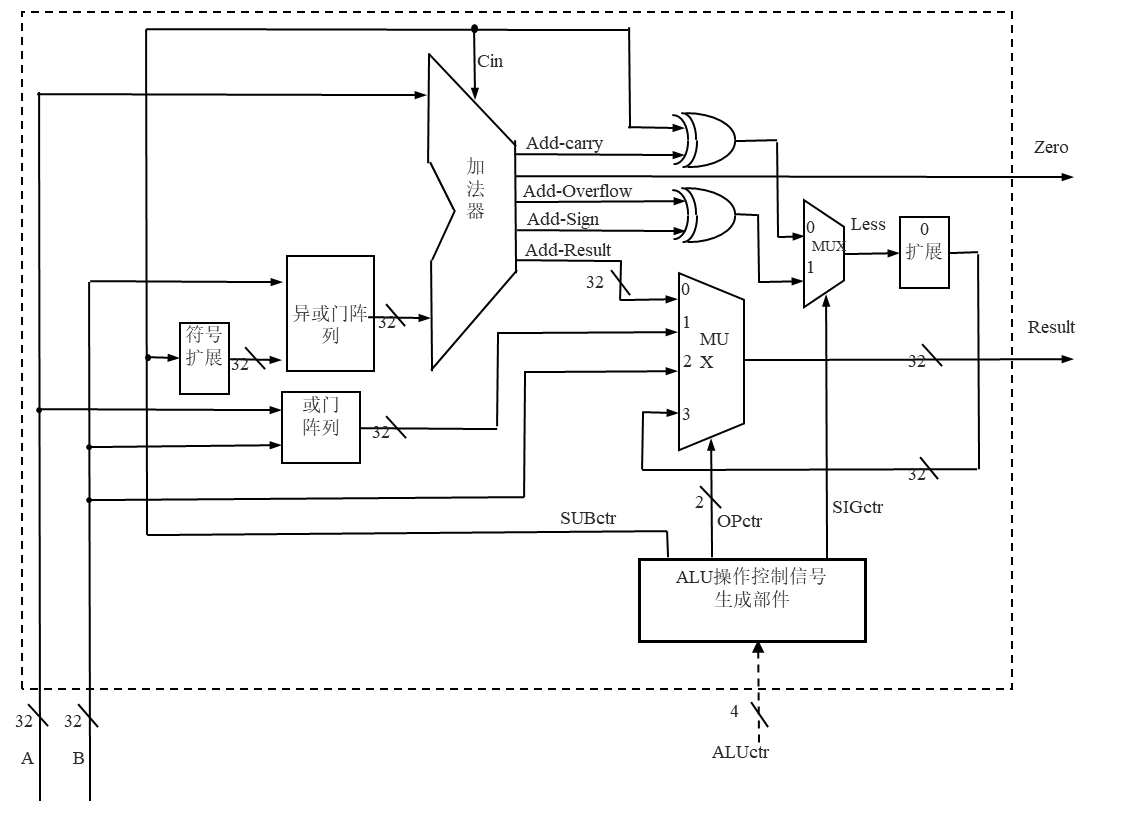 Cin
Add-carry
Zero
加
法
器
Add-Overflow
Add-Sign
Add-Result
0
MUX
1
Less
0
扩展
32
异或门阵
列
32
符号
扩展
32
0
1
MU
2 X
3
Result
32
或门
阵列
32
32
2
OPctr
SIGctr
SUBctr
ALU操作控制信号
生成部件
4
ALUctr
32
32
A
B